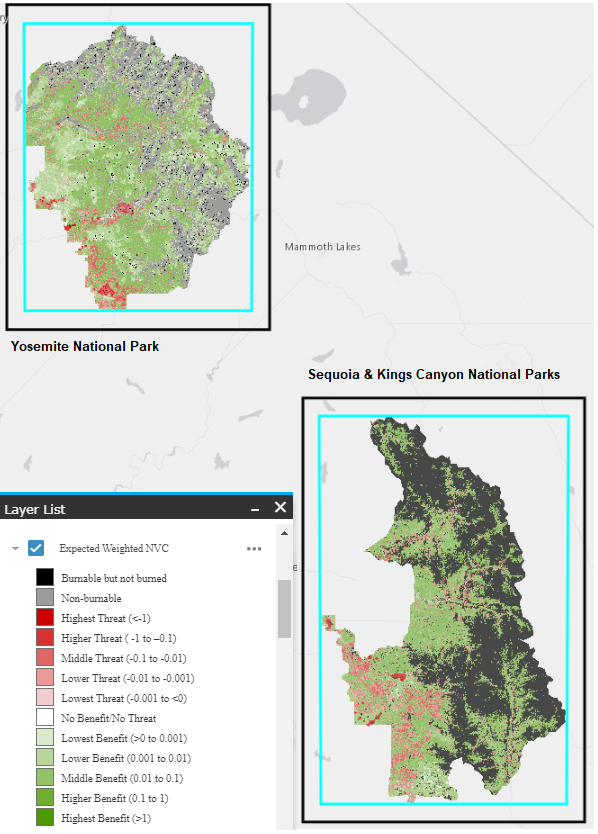 Mammoth Lakes
Yosemite National Park
Sequoia & Kings Canyon National Parks
Layer List
Expected Weighted NVC
Burnable but not burned
Non-burnable
Highest Threat (<-1)
Higher Threat ( -1 to –0.1)
Middle Threat (-0.1 to -0.01)
Lower Threat (-0.01 to -0.001)
Lowest Threat (-0.001 to <0)
No Benefit/No Threat
Lowest Benefit (>0 to 0.001)
Lower Benefit (0.001 to 0.01)
Middle Benefit (0.01 to 0.1)
Higher Benefit (0.1 to 1)
Highest Benefit (>1)